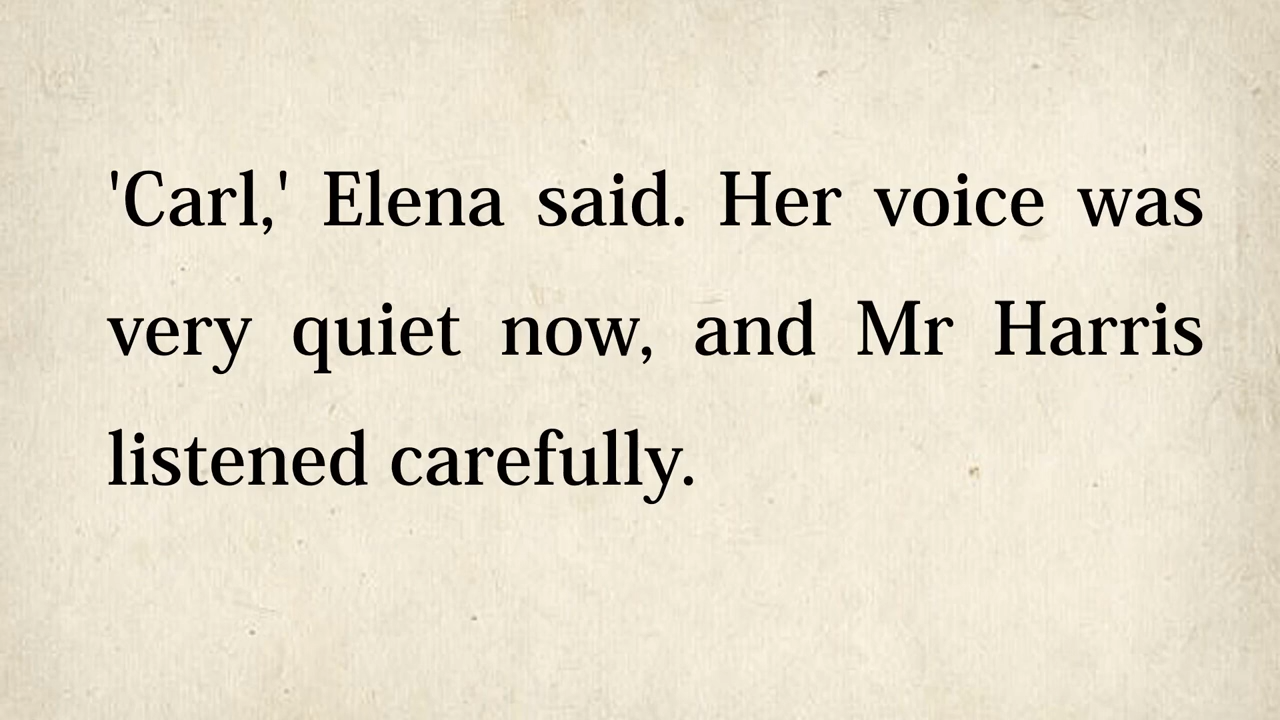 'Carl,' Elena said. Her voice was
very quiet now, and Mr Harris
listened carefully.